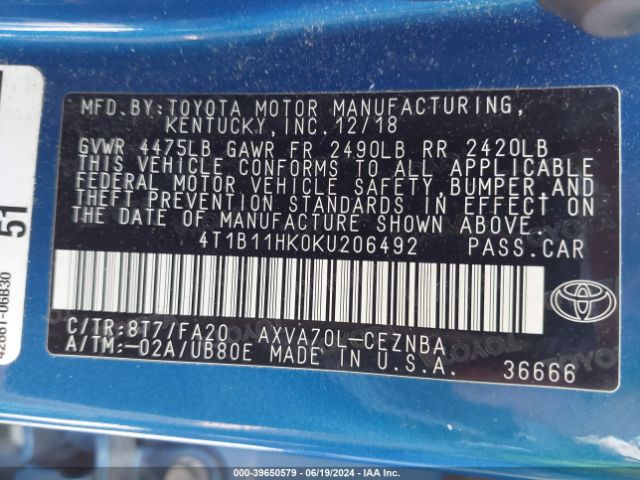 MFD.BY:TOYOTA MOTOR MANUFACTURING,
KENTUCKY,INC.12/18
GVWR 4475LB GAWR FR 2490LB RR 2420LB
THIS VEHICLE CONFORMS TO ALL APPLICABLE
FEDERAL MOTOR VEHICLE SAFETY,BUMPER,AND
THEFT PREVENTION STANDARDS IN EFFECT ON
THE DATE OF MANUFACTURE SHOWN ABOVE.
4T1B11HK0KU206492 PASS.CAR
C/TR:8T7/FA20 AXVA70L-CEZNBA
A/TM:-02A/UB80E MADE IN U.S.A.
36666
51
42661-06B30
000-39650579 - 06/19/2024 - IAA Inc.